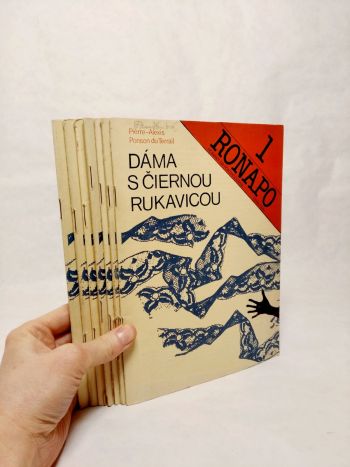 Pierre-Alexis
Ponson du Terrail
DÁMA
S ČIERNOU
RUKAVICOU
1
RONAPO